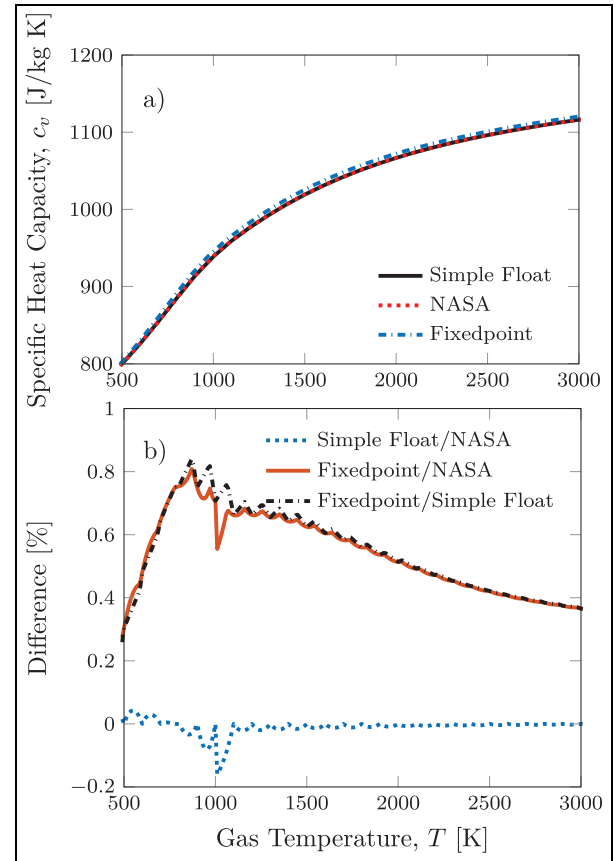 Specific Heat Capacity, c_v [J/kg K]
1200
1100
1000
900
800
a)
Simple Float
NASA
Fixedpoint
500 1000 1500 2000 2500 3000
Difference [%]
1
0.8
0.6
0.4
0.2
0
−0.2
b)
Simple Float/NASA
Fixedpoint/NASA
Fixedpoint/Simple Float
500 1000 1500 2000 2500 3000
Gas Temperature, T [K]